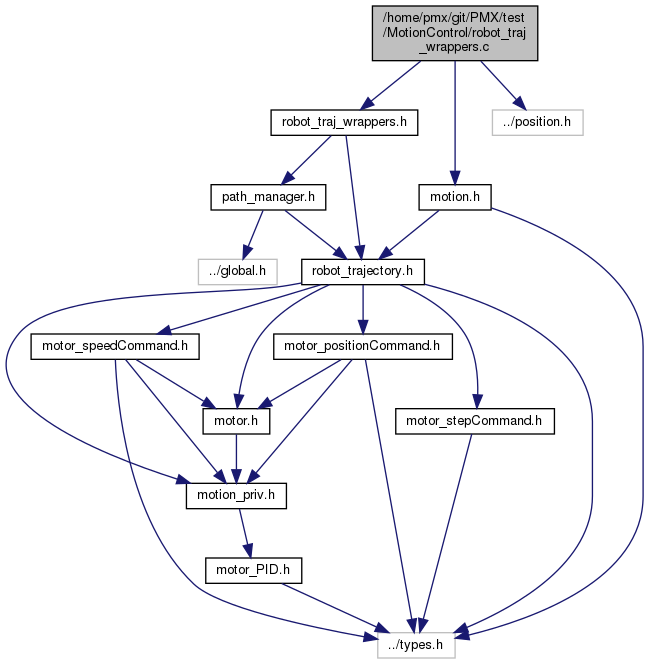 /home/pmx/git/PMX/test
/MotionControl/robot_traj
_wrappers.c
robot_traj_wrappers.h
../position.h
path_manager.h
motion.h
../global.h
robot_trajectory.h
motor_speedCommand.h
motor_positionCommand.h
motor.h
motor_stepCommand.h
motion_priv.h
motor_PID.h
../types.h